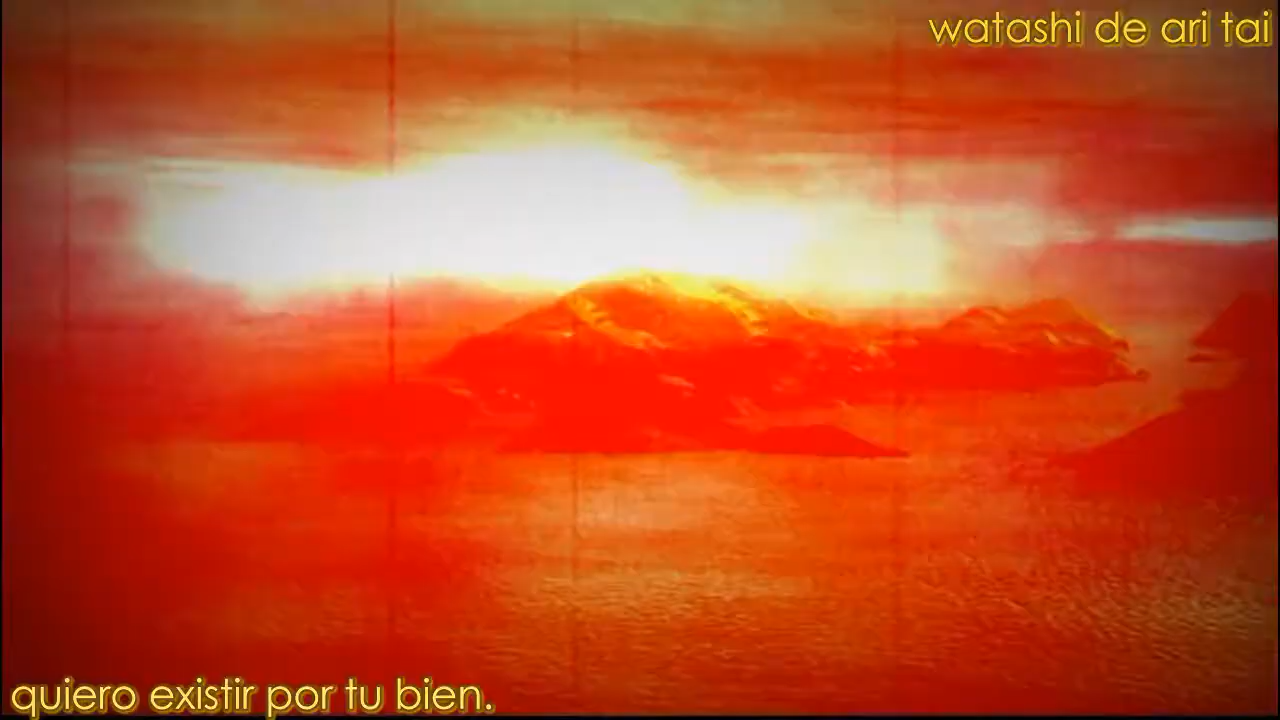 watashi de ari tai
quiero existir por tu bien.